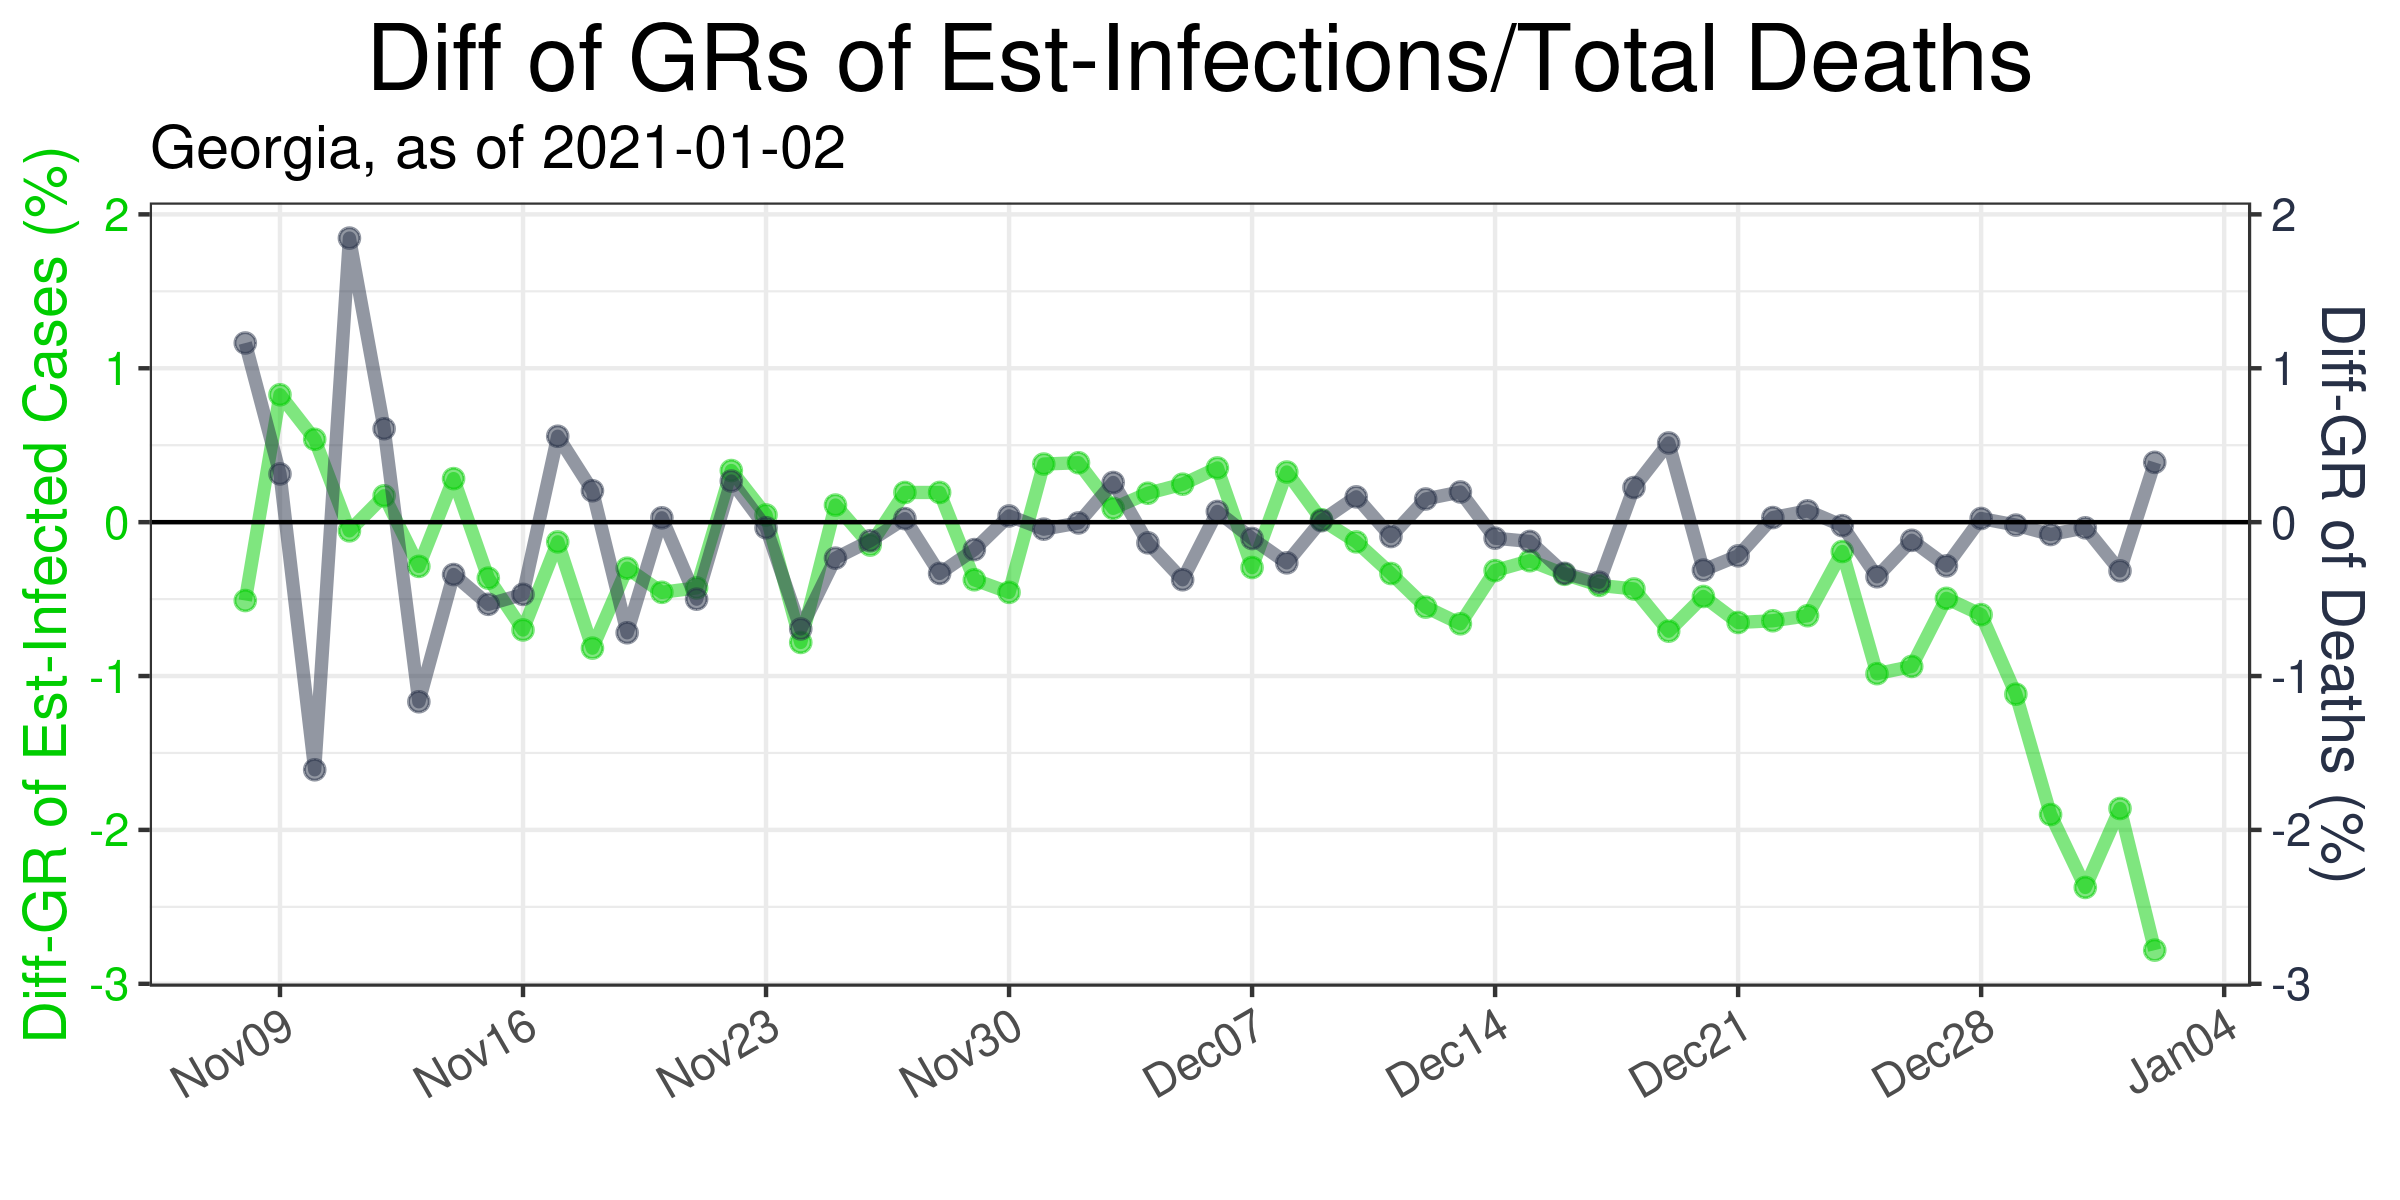 Diff of GRs of Est-Infections/Total Deaths
Georgia, as of 2021-01-02
Diff-GR of Est-Infected Cases (%)
2
1
0
-1
-2
-3
2
1
0
-1
-2
-3
Diff-GR of Deaths (%)
Nov09
Nov16
Nov23
Nov30
Dec07
Dec14
Dec21
Dec28
Jan04